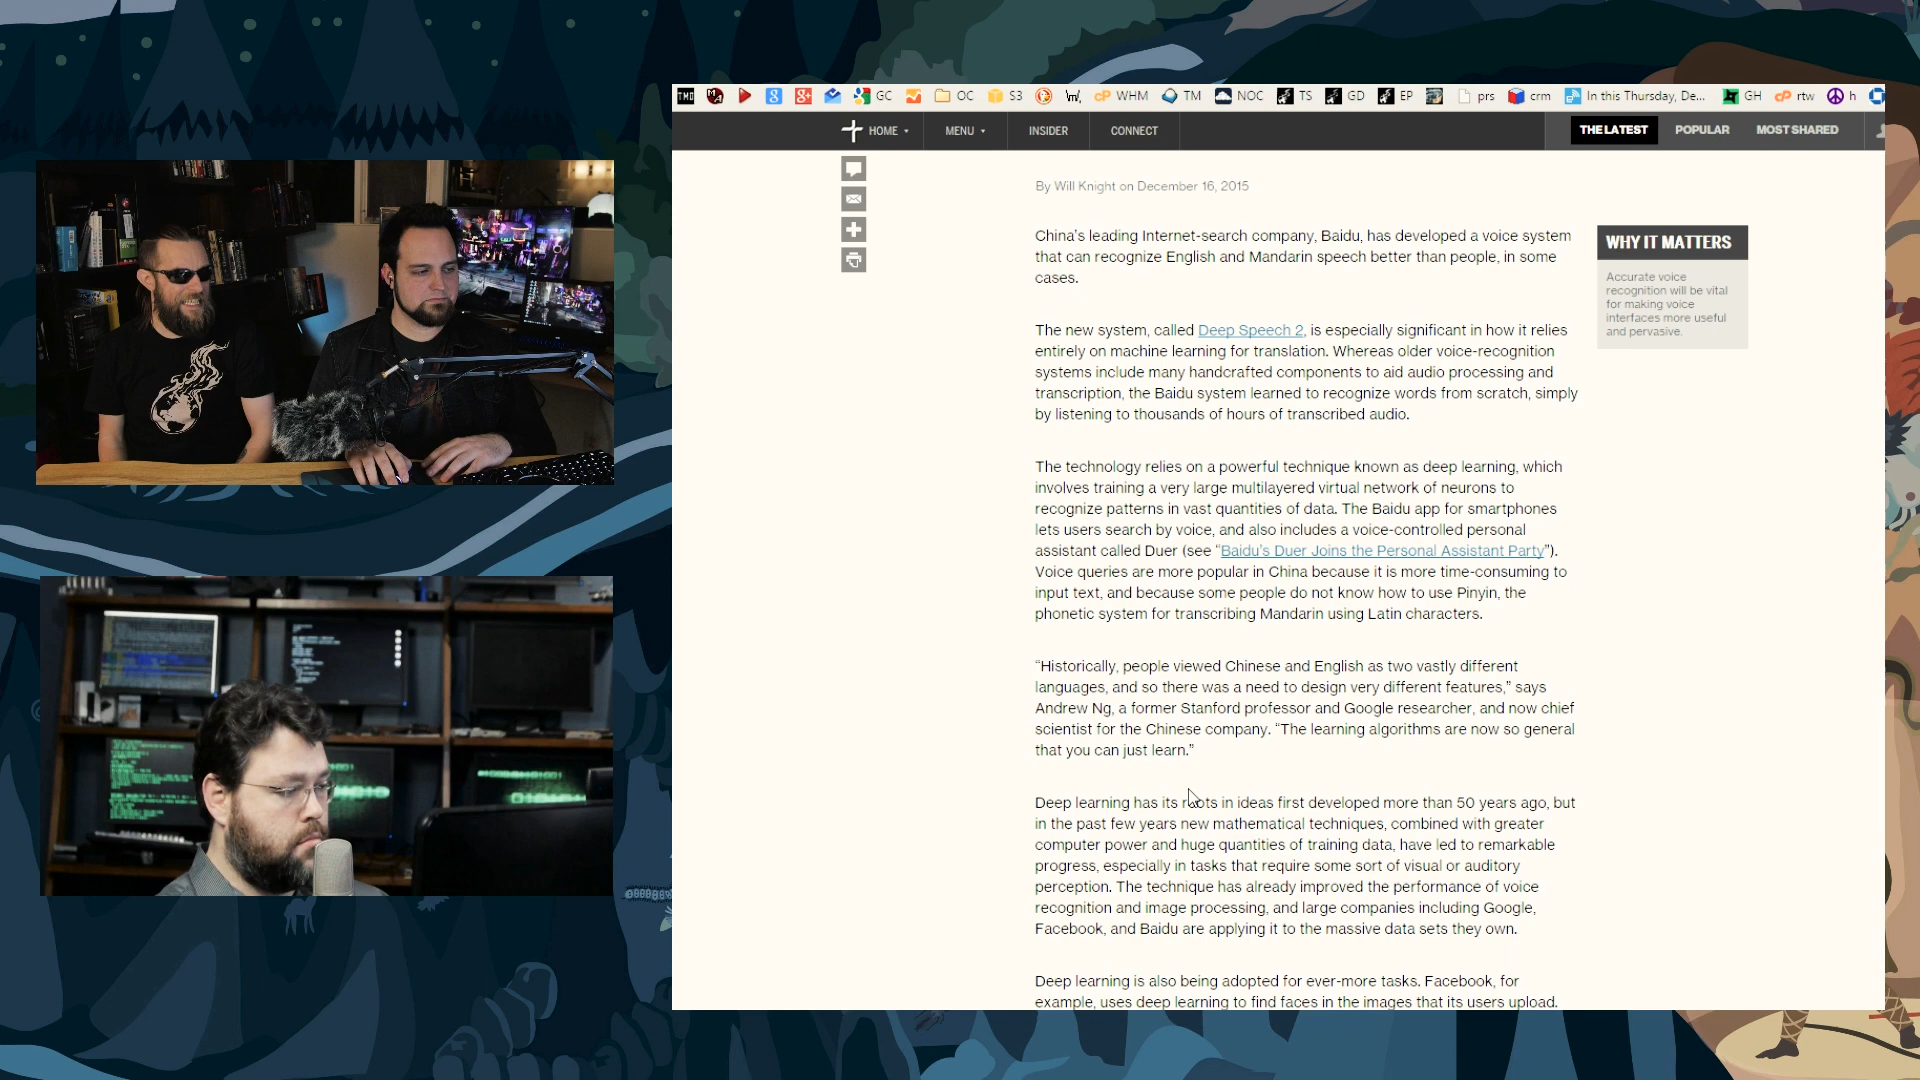 TMD
GC
OC
S3
\m/,
cP WHM
TM
NOC
TS
GD
EP
prs
crm
In this Thursday, De...
GH
cP rtw
h
HOME
MENU
INSIDER
CONNECT
THE LATEST
POPULAR
MOST SHARED
By Will Knight on December 16, 2015
China's leading Internet-search company, Baidu, has developed a voice system
that can recognize English and Mandarin speech better than people, in some
cases.
WHY IT MATTERS
Accurate voice
recognition will be vital
for making voice
interfaces more useful
and pervasive.
The new system, called Deep Speech 2, is especially significant in how it relies
entirely on machine learning for translation. Whereas older voice-recognition
systems include many handcrafted components to aid audio processing and
transcription, the Baidu system learned to recognize words from scratch, simply
by listening to thousands of hours of transcribed audio.
The technology relies on a powerful technique known as deep learning, which
involves training a very large multilayered virtual network of neurons to
recognize patterns in vast quantities of data. The Baidu app for smartphones
lets users search by voice, and also includes a voice-controlled personal
assistant called Duer (see “Baidu's Duer Joins the Personal Assistant Party”).
Voice queries are more popular in China because it is more time-consuming to
input text, and because some people do not know how to use Pinyin, the
phonetic system for transcribing Mandarin using Latin characters.
“Historically, people viewed Chinese and English as two vastly different
languages, and so there was a need to design very different features,” says
Andrew Ng, a former Stanford professor and Google researcher, and now chief
scientist for the Chinese company. “The learning algorithms are now so general
that you can just learn.”
Deep learning has its roots in ideas first developed more than 50 years ago, but
in the past few years new mathematical techniques, combined with greater
computer power and huge quantities of training data, have led to remarkable
progress, especially in tasks that require some sort of visual or auditory
perception. The technique has already improved the performance of voice
recognition and image processing, and large companies including Google,
Facebook, and Baidu are applying it to the massive data sets they own.
Deep learning is also being adopted for ever-more tasks. Facebook, for
example, uses deep learning to find faces in the images that its users upload.